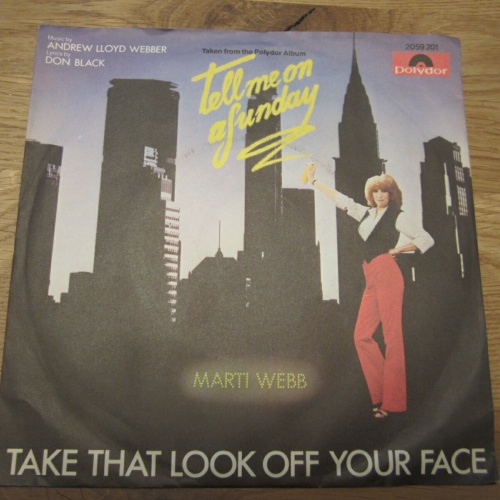 Music by
ANDREW LLOYD WEBBER
Lyrics by
DON BLACK
Taken from the Polydor Album
Tell me on
a Sunday
2059 201
Polydor
MARTI WEBB
TAKE THAT LOOK OFF YOUR FACE